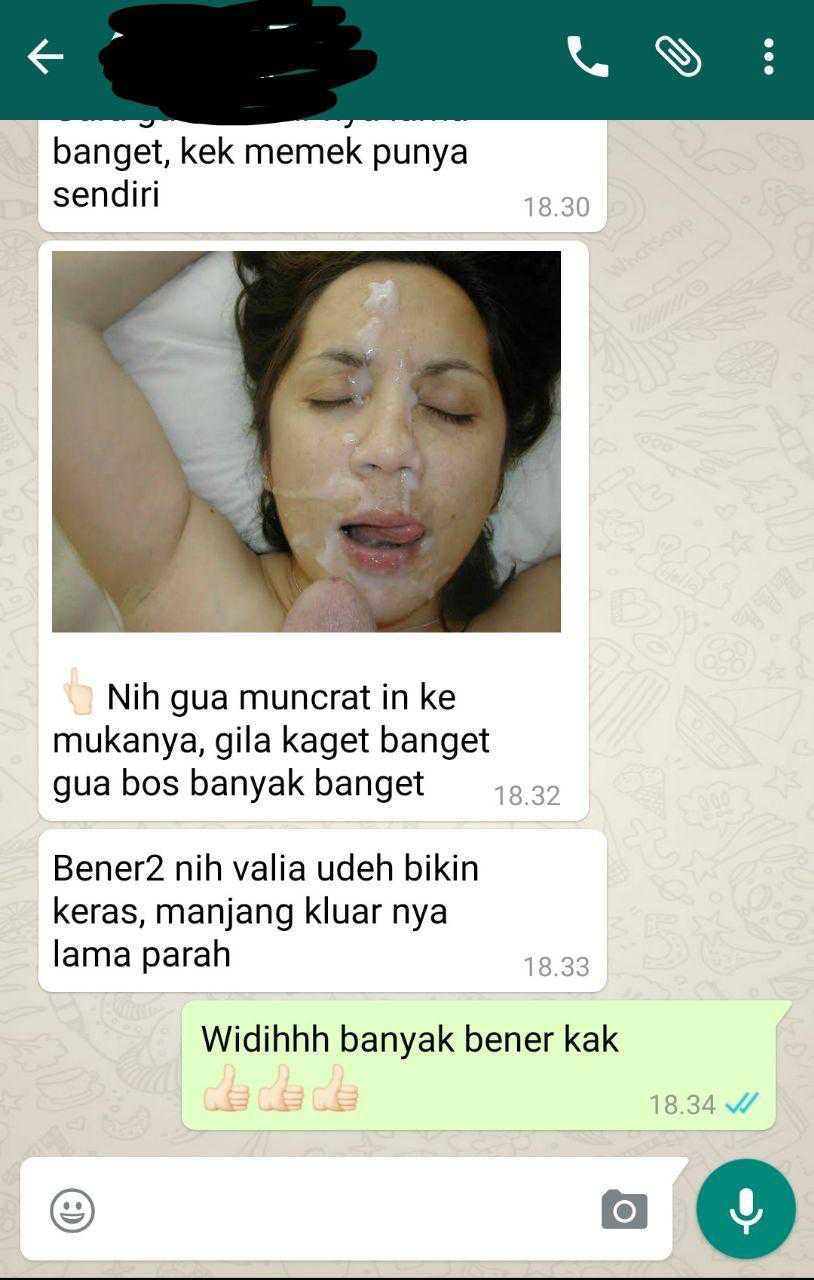 banget, kek memek punya
sendiri
18.30
👆🏻 Nih gua muncrat in ke
mukanya, gila kaget banget
gua bos banyak banget
18.32
Bener2 nih valia udeh bikin
keras, manjang kluar nya
lama parah
18.33
Widihhh banyak bener kak
👍🏻👍🏻👍🏻
18.34